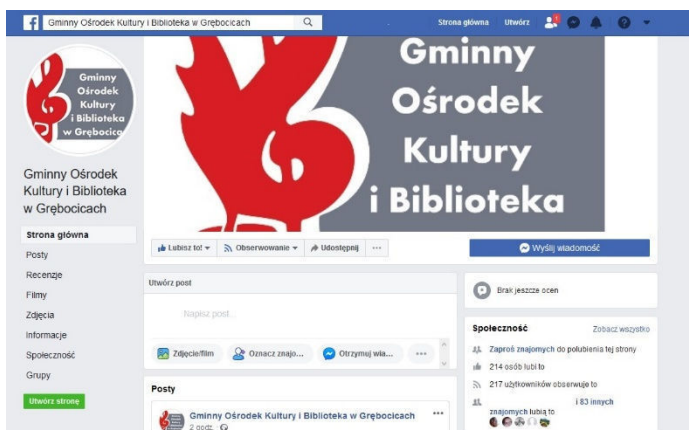 Gminny Ośrodek Kultury i Biblioteka w Grębocicach
Strona główna
Utwórz
Gminny
Ośrodek
Kultury
i Biblioteka
w Grębocica
Gminny
Ośrodek
Kultury
i Biblioteka
Gminny Ośrodek
Kultury i Biblioteka
w Grębocicach
Strona główna
Posty
Recenzje
Filmy
Zdjęcia
Informacje
Społeczność
Grupy
Utwórz stronę
Lubisz to!
Obserwowanie
Udostępnij
Wyślij wiadomość
Utwórz post
Napisz post...
Zdjęcie/film
Oznacz znajo...
Otrzymuj wia...
Posty
Gminny Ośrodek Kultury i Biblioteka w Grębocicach
2 godz.
Brak jeszcze ocen
Społeczność
Zobacz wszystko
Zaproś znajomych do polubienia tej strony
214 osób lubi to
217 użytkowników obserwuje to
i 83 innych
znajomych lubią to